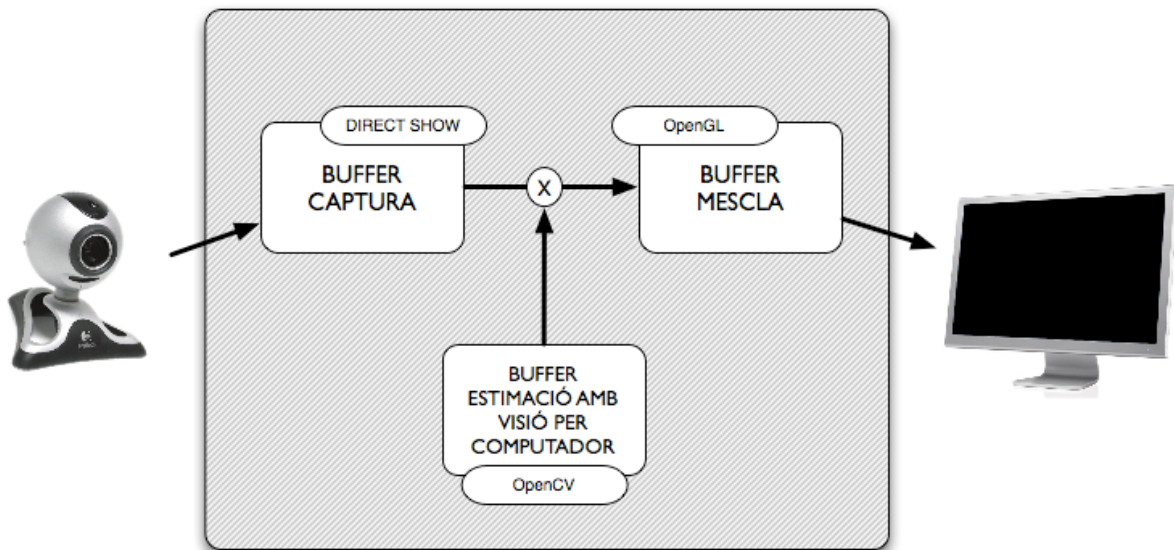 DIRECT SHOW
BUFFER
CAPTURA
X
OpenGL
BUFFER
MESCLA
BUFFER
ESTIMACIÓ AMB
VISIÓ PER
COMPUTADOR
OpenCV